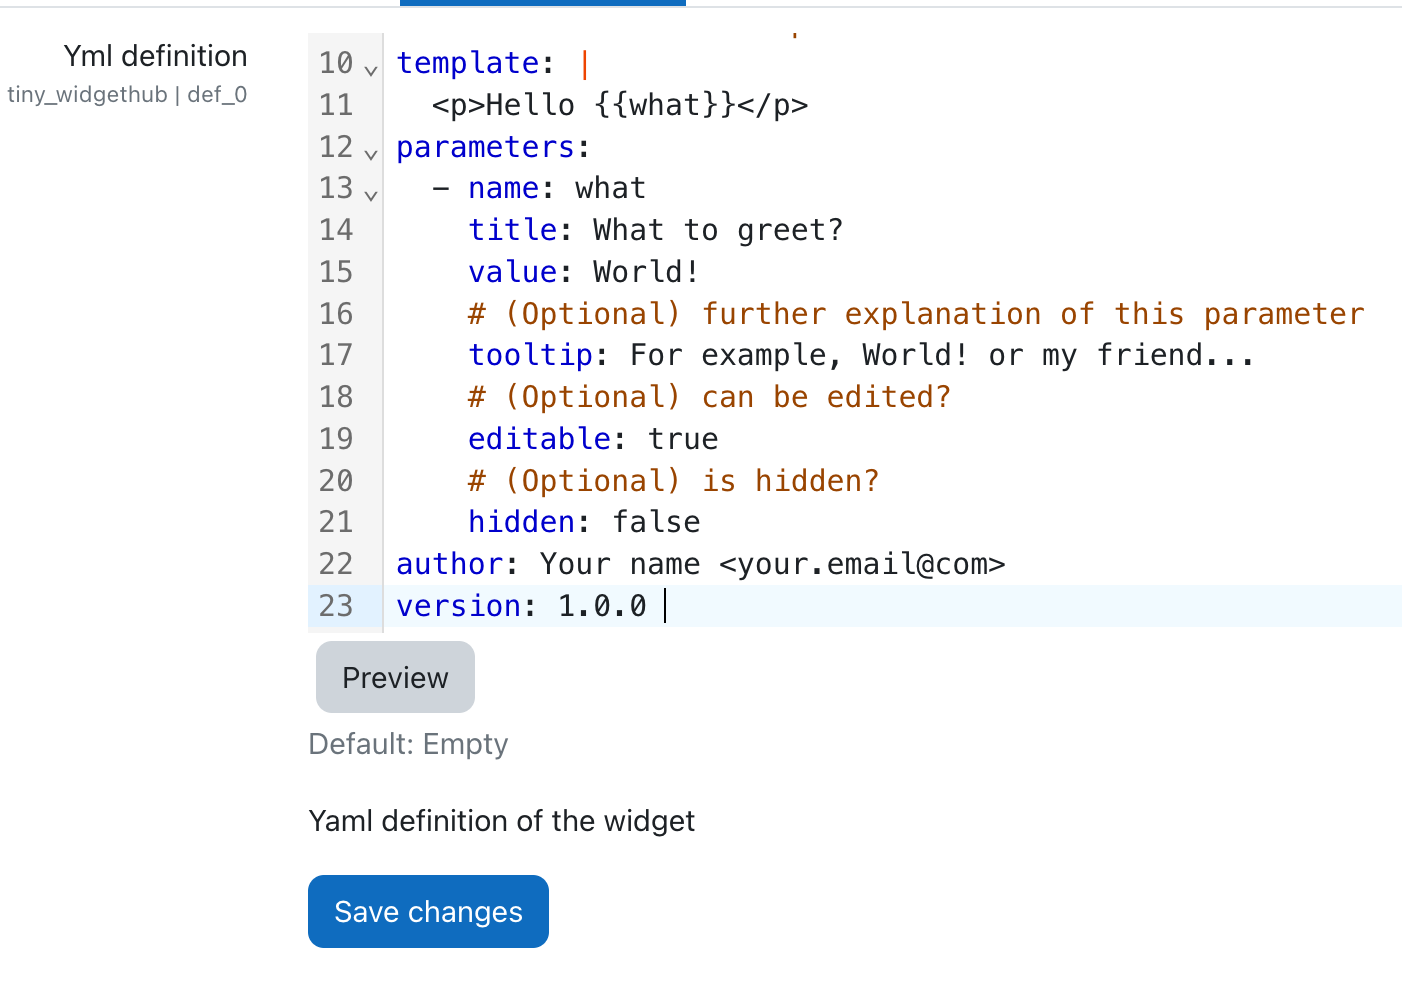 Yml definition
tiny_widgethub | def_0
10 template: |
11   <p>Hello {{what}}</p>
12 parameters:
13   - name: what
14     title: What to greet?
15     value: World!
16     # (Optional) further explanation of this parameter
17     tooltip: For example, World! or my friend...
18     # (Optional) can be edited?
19     editable: true
20     # (Optional) is hidden?
21     hidden: false
22 author: Your name <your.email@com>
23 version: 1.0.0
Preview
Default: Empty
Yaml definition of the widget
Save changes